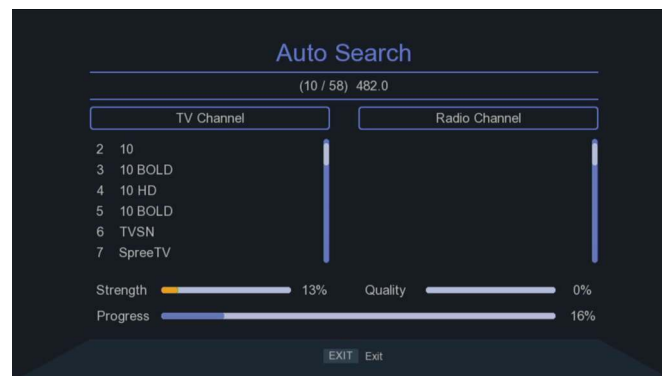 Auto Search
(10 / 58) 482.0
TV Channel Radio Channel
2 10
3 10 BOLD
4 10 HD
5 10 BOLD
6 TVSN
7 SpreeTV
Strength 13% Quality 0%
Progress 16%
EXIT Exit